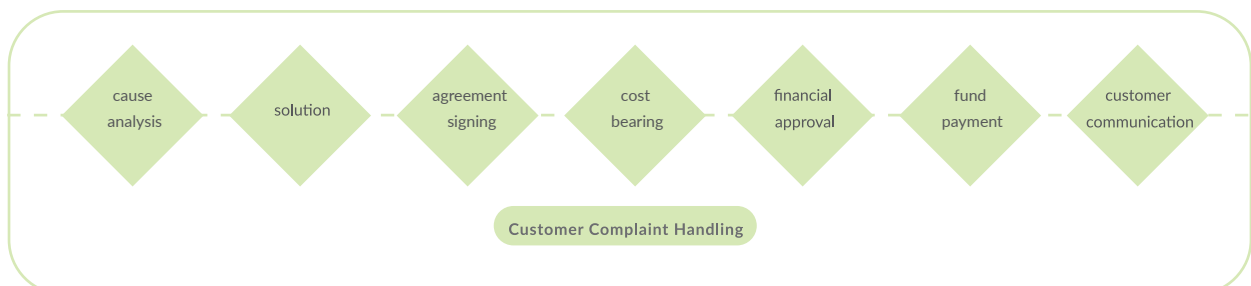 cause
analysis
solution
agreement
signing
cost
bearing
financial
approval
fund
payment
customer
communication
Customer Complaint Handling